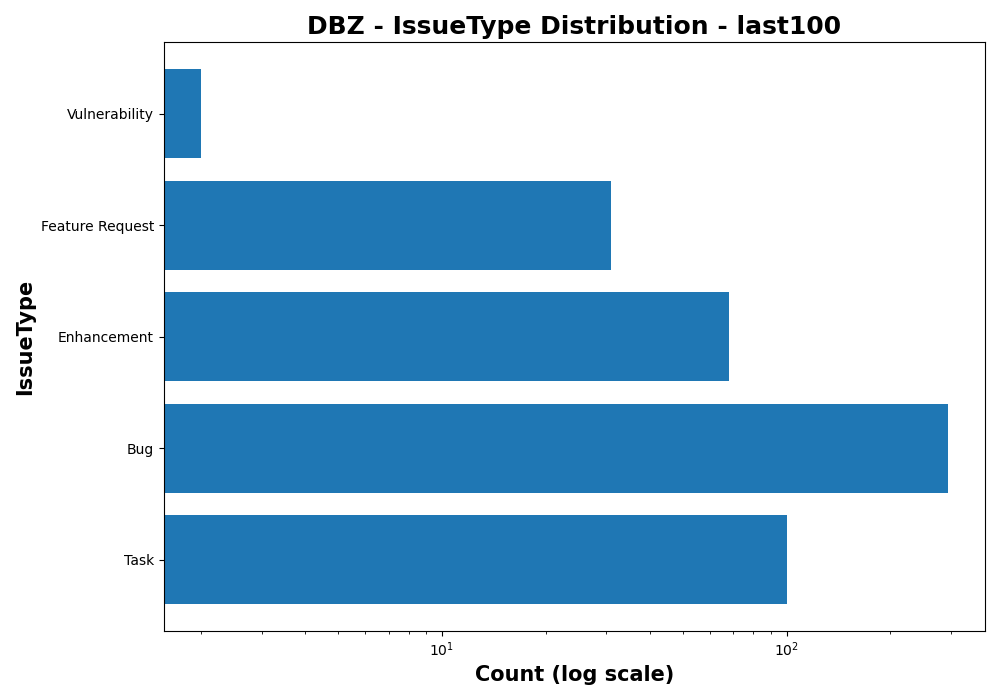 DBZ - IssueType Distribution - last100
Vulnerability
Feature Request
Enhancement
Bug
Task
IssueType
10¹
10²
Count (log scale)